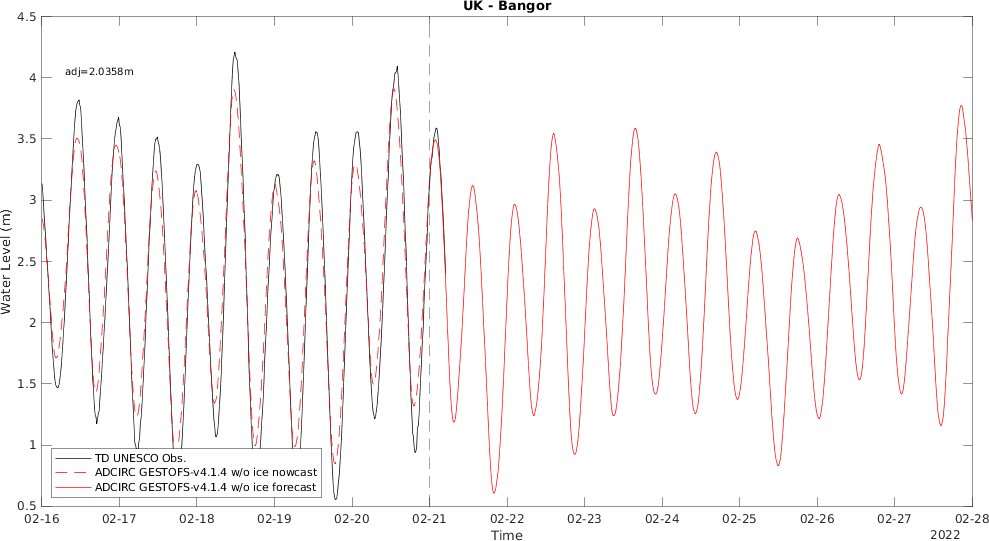 UK - Bangor
4.5
4
3.5
3
2.5
2
1.5
1
0.5
Water Level (m)
adj=2.0358m
TD UNESCO Obs.
ADCIRC GESTOFS-v4.1.4 w/o ice nowcast
ADCIRC GESTOFS-v4.1.4 w/o ice forecast
02-16 02-17 02-18 02-19 02-20 02-21 02-22 02-23 02-24 02-25 02-26 02-27 02-28
Time
2022